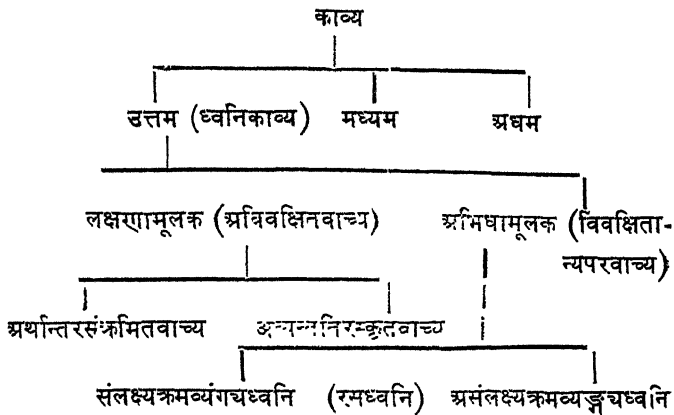 काव्य
उत्तम (ध्वनिकाव्य) मध्यम अधम
लक्षणामूलक (अविवक्षितवाच्य) अभिधामूलक (विवक्षिता-
न्यपरवाच्य)
अर्थान्तरसंक्रमितवाच्य अत्यन्ततिरस्कृतवाच्य
संलक्ष्यक्रमव्यंग्यध्वनि (रसध्वनि) असंलक्ष्यक्रमव्यङ्ग्यध्वनि